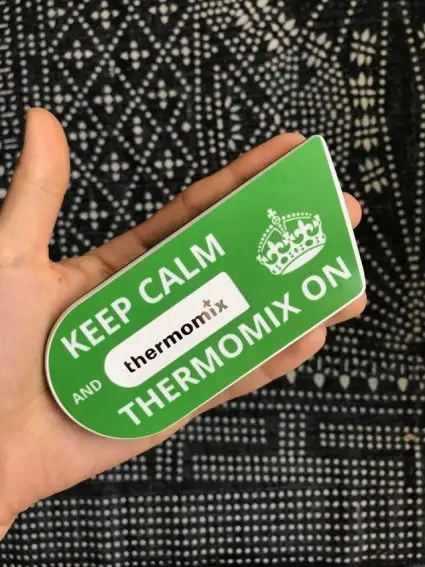 KEEP CALM
AND
thermomix
THERMOMIX ON